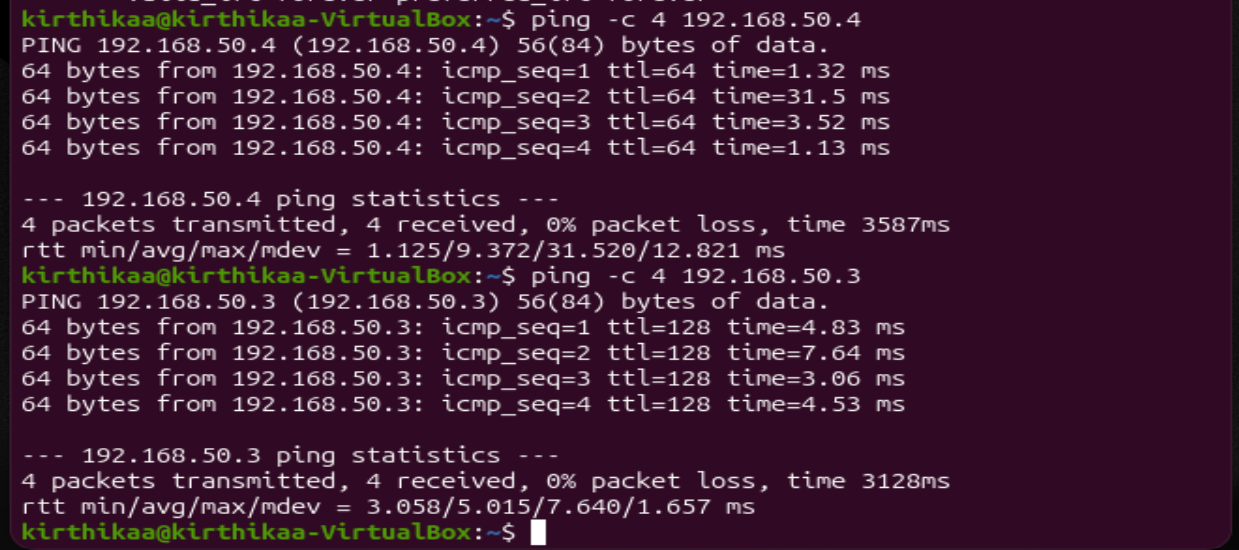 kirthikaa@kirthikaa-VirtualBox:~$ ping -c 4 192.168.50.4
PING 192.168.50.4 (192.168.50.4) 56(84) bytes of data.
64 bytes from 192.168.50.4: icmp_seq=1 ttl=64 time=1.32 ms
64 bytes from 192.168.50.4: icmp_seq=2 ttl=64 time=31.5 ms
64 bytes from 192.168.50.4: icmp_seq=3 ttl=64 time=3.52 ms
64 bytes from 192.168.50.4: icmp_seq=4 ttl=64 time=1.13 ms

--- 192.168.50.4 ping statistics ---
4 packets transmitted, 4 received, 0% packet loss, time 3587ms
rtt min/avg/max/mdev = 1.125/9.372/31.520/12.821 ms
kirthikaa@kirthikaa-VirtualBox:~$ ping -c 4 192.168.50.3
PING 192.168.50.3 (192.168.50.3) 56(84) bytes of data.
64 bytes from 192.168.50.3: icmp_seq=1 ttl=128 time=4.83 ms
64 bytes from 192.168.50.3: icmp_seq=2 ttl=128 time=7.64 ms
64 bytes from 192.168.50.3: icmp_seq=3 ttl=128 time=3.06 ms
64 bytes from 192.168.50.3: icmp_seq=4 ttl=128 time=4.53 ms

--- 192.168.50.3 ping statistics ---
4 packets transmitted, 4 received, 0% packet loss, time 3128ms
rtt min/avg/max/mdev = 3.058/5.015/7.640/1.657 ms
kirthikaa@kirthikaa-VirtualBox:~$